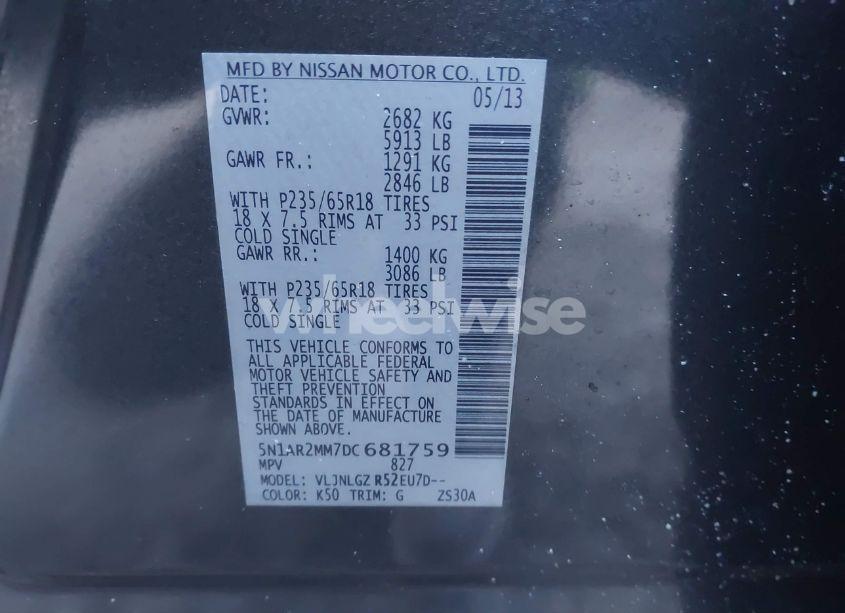 MFD BY NISSAN MOTOR CO., LTD.
DATE: 05/13
GVWR: 2682 KG
5913 LB
GAWR FR.: 1291 KG
2846 LB
WITH P235/65R18 TIRES
18 X 7.5 RIMS AT 33 PSI
COLD SINGLE
GAWR RR.: 1400 KG
3086 LB
WITH P235/65R18 TIRES
18 X 7.5 RIMS AT 33 PSI
COLD SINGLE
wheelwise
THIS VEHICLE CONFORMS TO
ALL APPLICABLE FEDERAL
MOTOR VEHICLE SAFETY AND
THEFT PREVENTION
STANDARDS IN EFFECT ON
THE DATE OF MANUFACTURE
SHOWN ABOVE.
5N1AR2MM7DC681759
MPV 827
MODEL: VLJNLGZ R52EU7D--
COLOR: K50 TRIM: G ZS30A